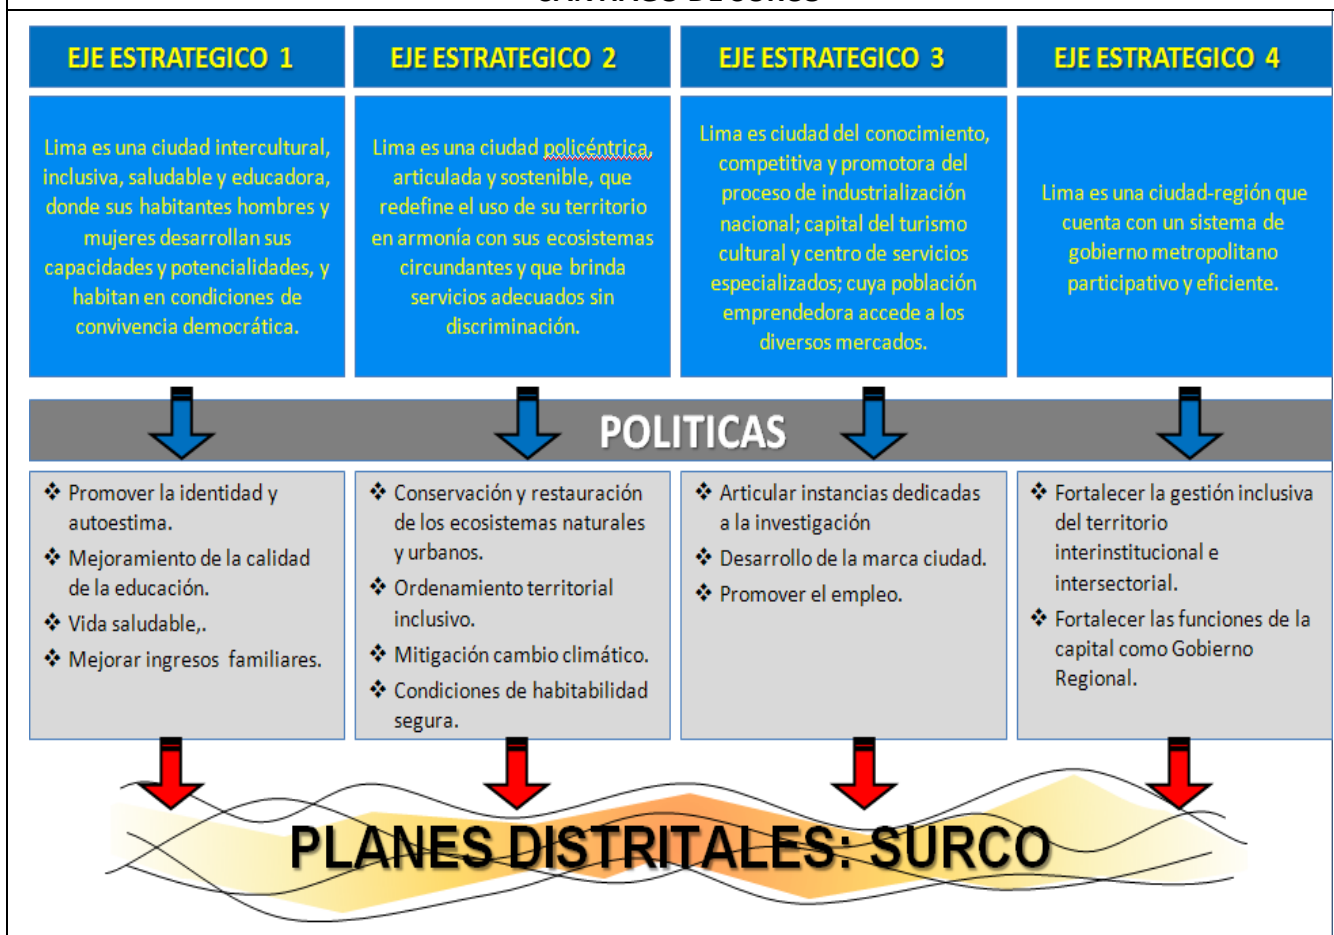 EJE ESTRATEGICO 1
Lima es una ciudad intercultural,
inclusiva, saludable y educadora,
donde sus habitantes hombres y
mujeres desarrollan sus
capacidades y potencialidades, y
habitan en condiciones de
convivencia democrática.
EJE ESTRATEGICO 2
Lima es una ciudad policéntrica,
articulada y sostenible, que
redefine el uso de su territorio
en armonía con sus ecosistemas
circundantes y que brinda
servicios adecuados sin
discriminación.
EJE ESTRATEGICO 3
Lima es ciudad del conocimiento,
competitiva y promotora del
proceso de industrialización
nacional; capital del turismo
cultural y centro de servicios
especializados; cuya población
emprendedora accede a los
diversos mercados.
EJE ESTRATEGICO 4
Lima es una ciudad-región que
cuenta con un sistema de
gobierno metropolitano
participativo y eficiente.
POLITICAS
❖ Promover la identidad y
autoestima.
❖ Mejoramiento de la calidad
de la educación.
❖ Vida saludable,.
❖ Mejorar ingresos familiares.
❖ Conservación y restauración
de los ecosistemas naturales
y urbanos.
❖ Ordenamiento territorial
inclusivo.
❖ Mitigación cambio climático.
❖ Condiciones de habitabilidad
segura.
❖ Articular instancias dedicadas
a la investigación
❖ Desarrollo de la marca ciudad.
❖ Promover el empleo.
❖ Fortalecer la gestión inclusiva
del territorio
interinstitucional e
intersectorial.
❖ Fortalecer las funciones de la
capital como Gobierno
Regional.
PLANES DISTRITALES: SURCO